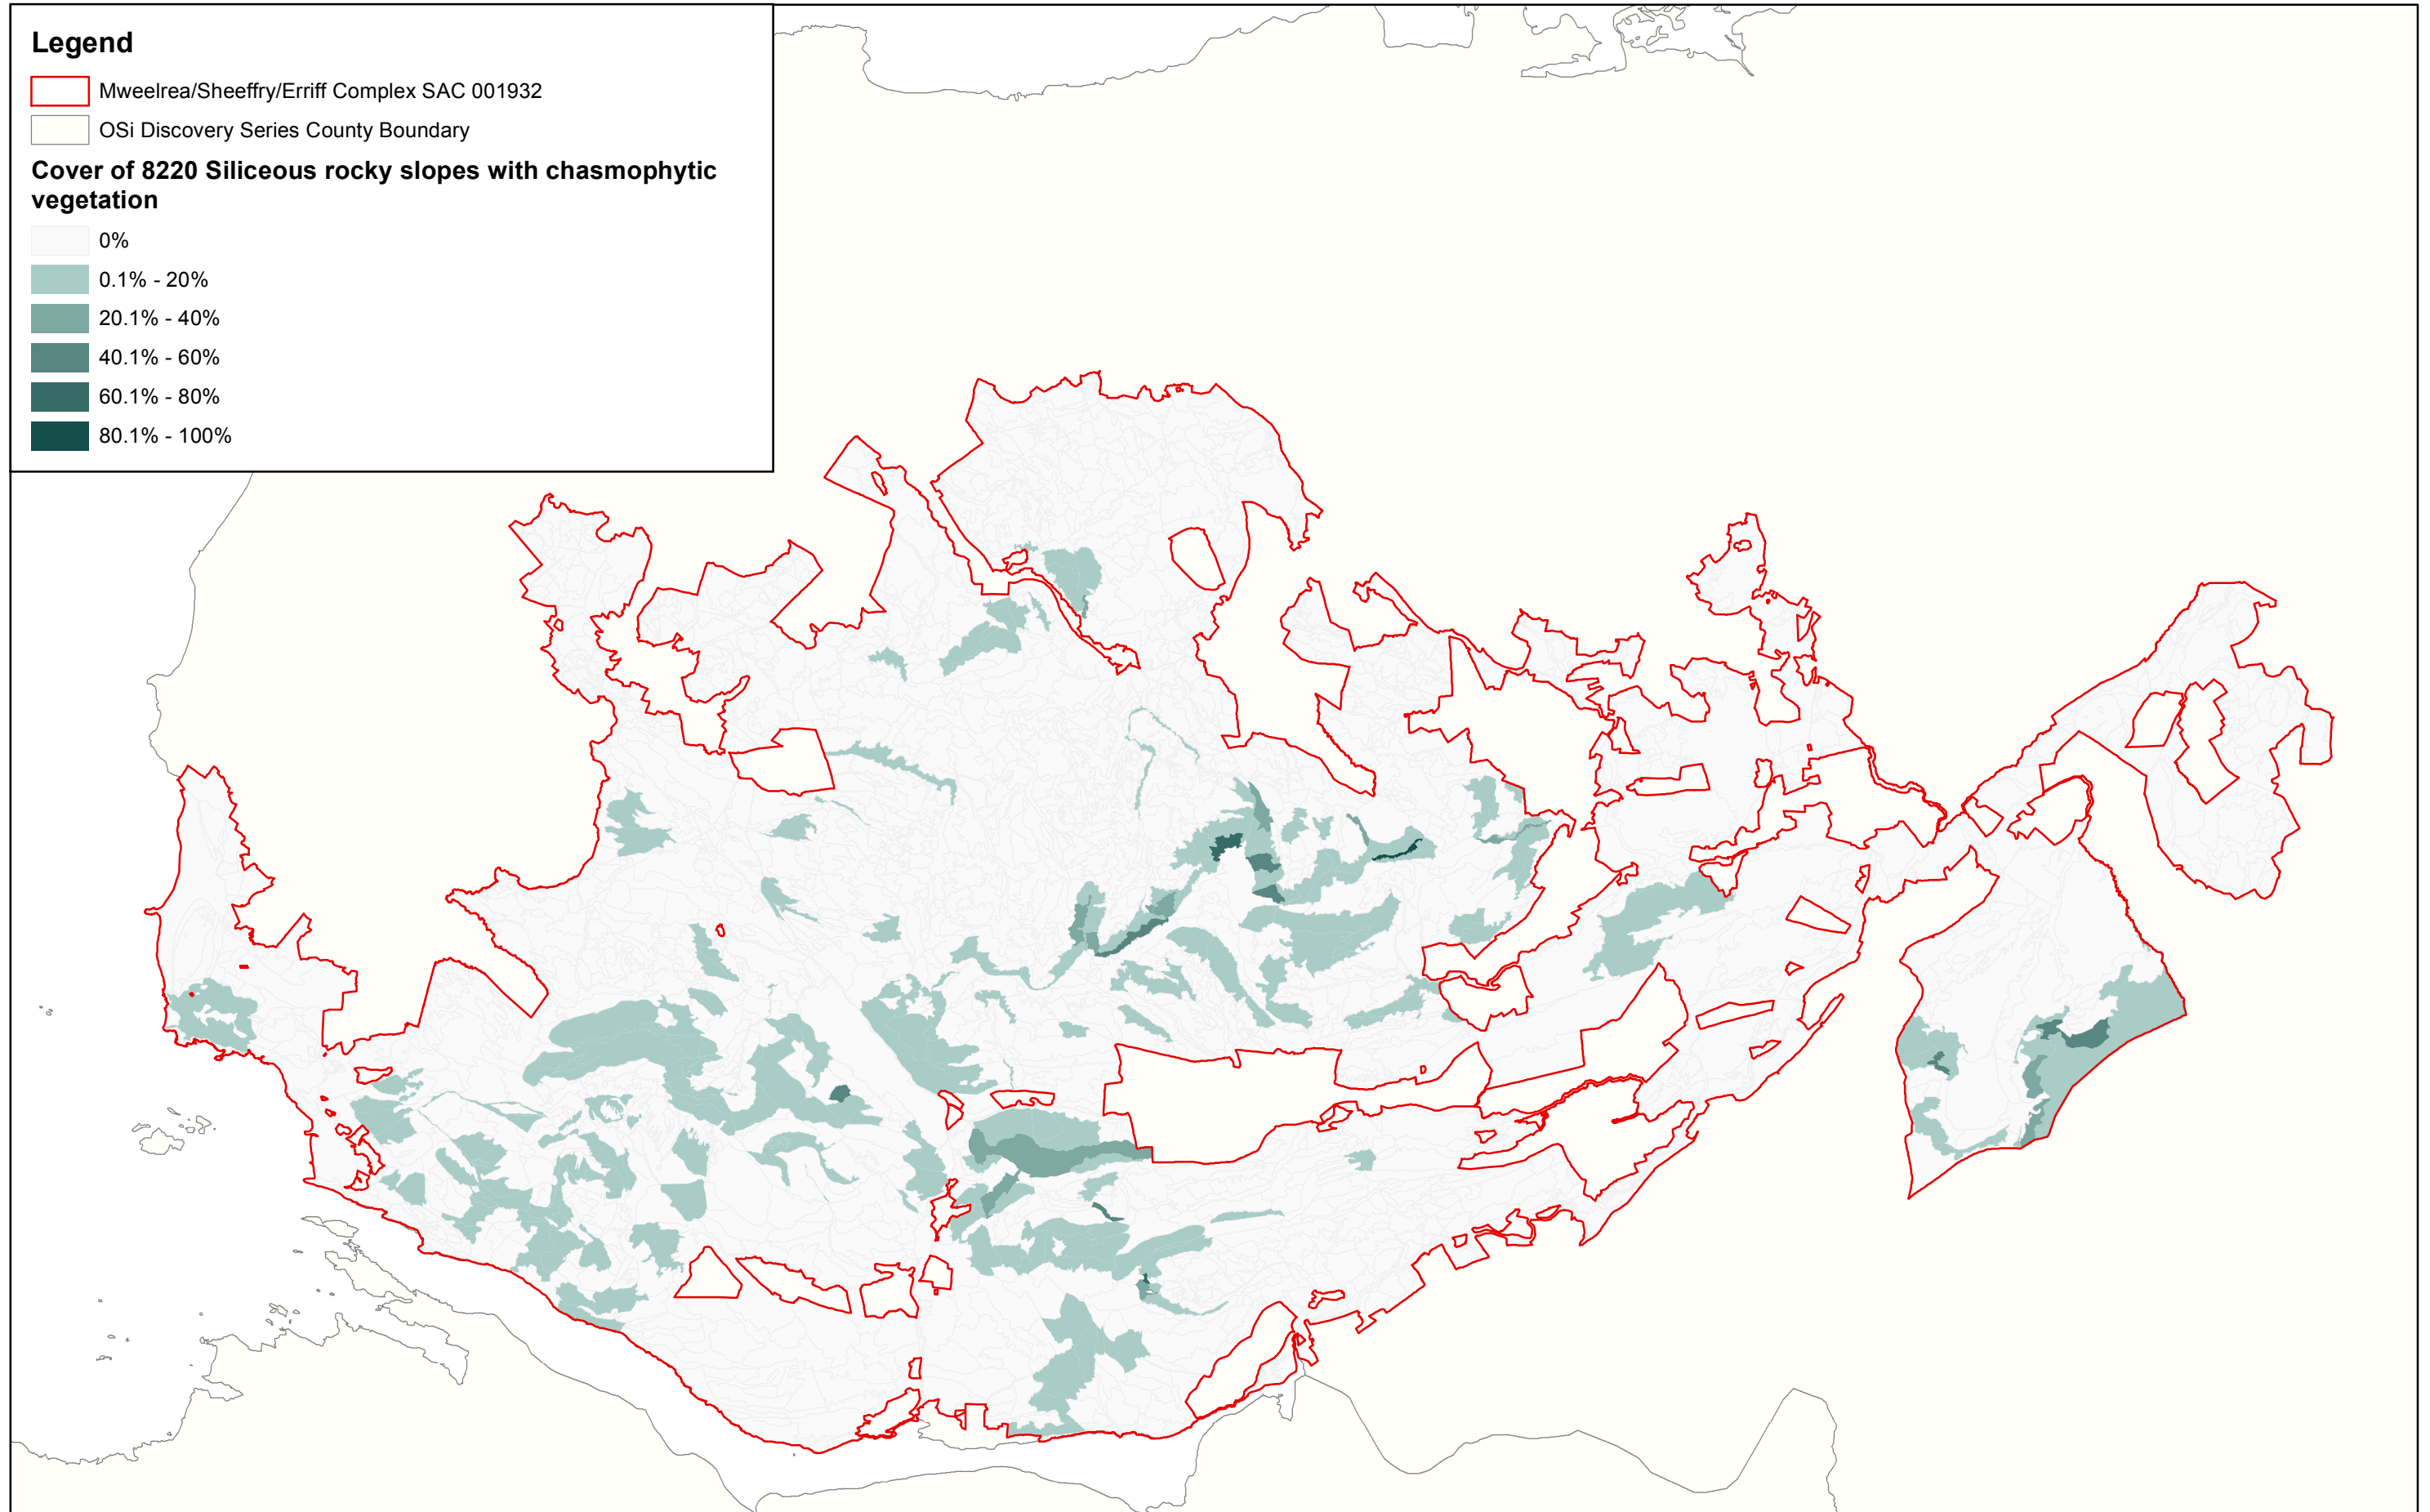 Legend
Mweelrea/Sheeffry/Erriff Complex SAC 001932
OSi Discovery Series County Boundary
Cover of 8220 Siliceous rocky slopes with chasmophytic
vegetation
0%
0.1% - 20%
20.1% - 40%
40.1% - 60%
60.1% - 80%
80.1% - 100%